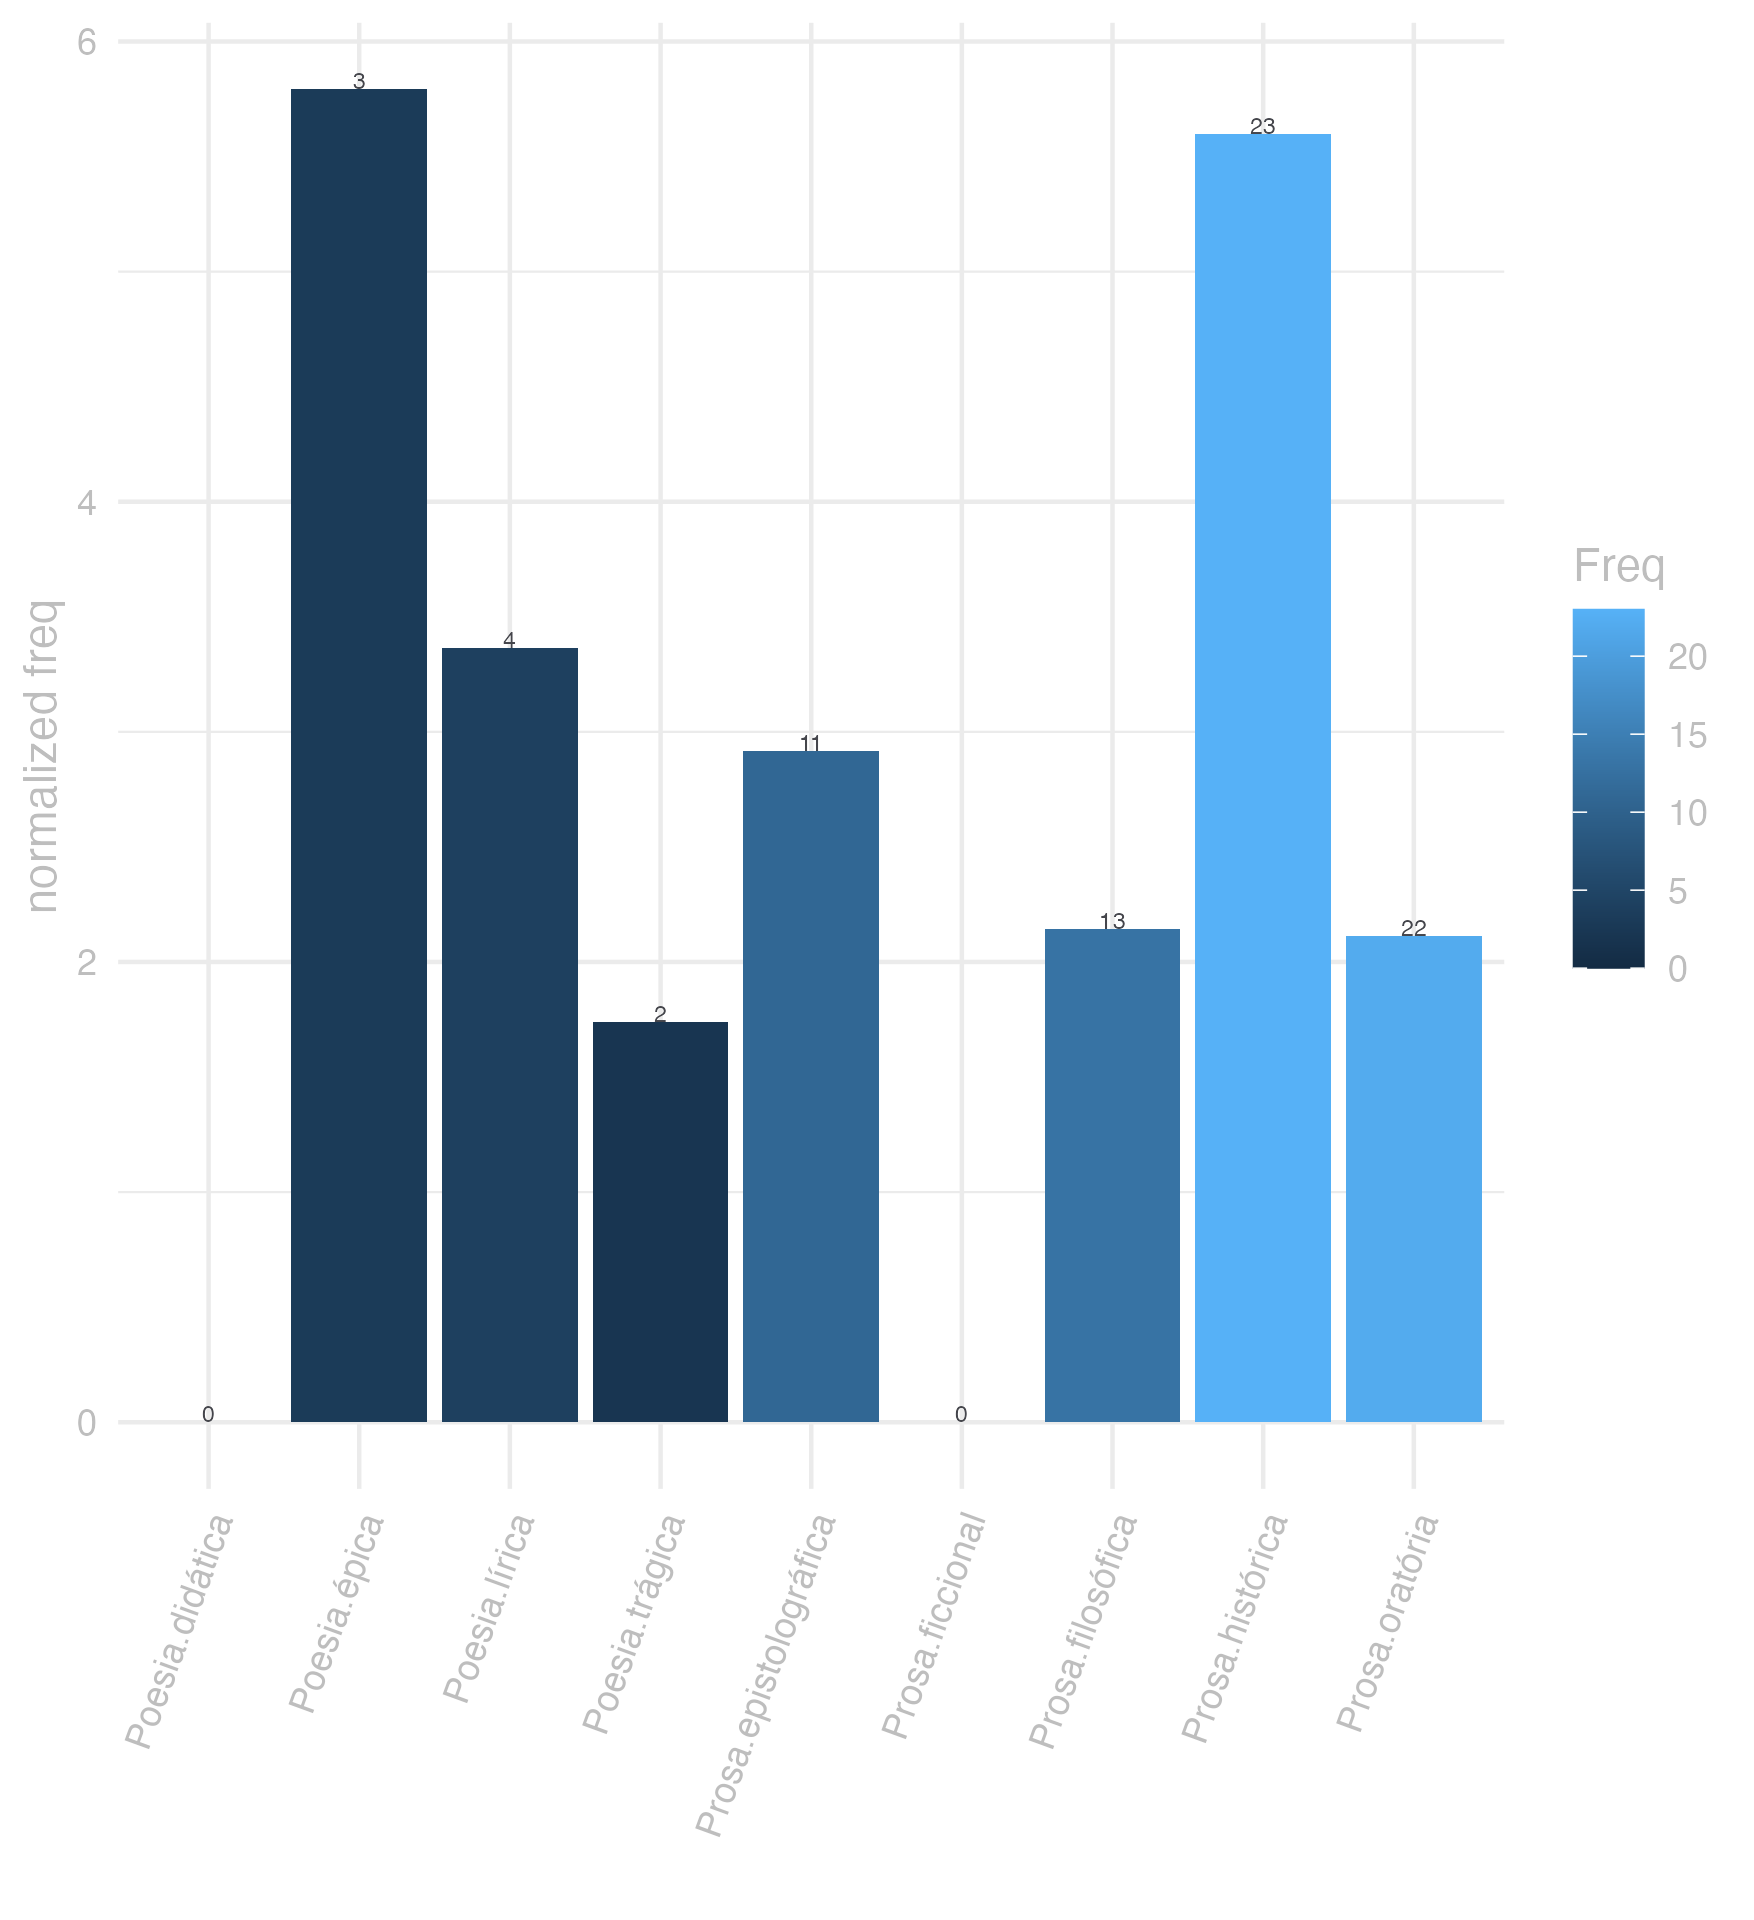 normalized freq
6
4
2
0
0
3
4
2
11
0
13
23
22
Poesia.didática
Poesia.épica
Poesia.lírica
Poesia.trágica
Prosa.epistolográfica
Prosa.ficcional
Prosa.filosófica
Prosa.histórica
Prosa.oratória
Freq
20
15
10
5
0